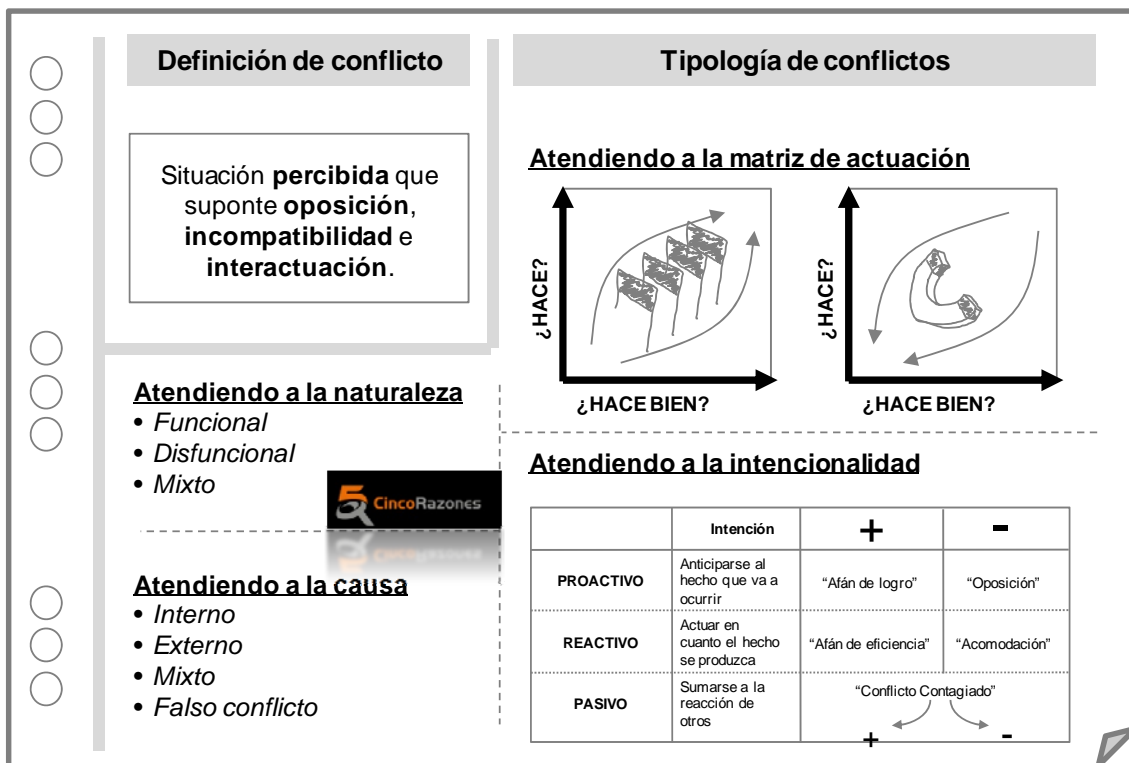 Definición de conflicto
Situación percibida que
suponte oposición,
incompatibilidad e
interactuación.
Atendiendo a la naturaleza
• Funcional
• Disfuncional
• Mixto
5R CincoRazones
Atendiendo a la causa
• Interno
• Externo
• Mixto
• Falso conflicto
Tipología de conflictos
Atendiendo a la matriz de actuación
¿HACE?
¿HACE BIEN?
¿HACE?
¿HACE BIEN?
Atendiendo a la intencionalidad
Intención + -
PROACTIVO
Anticiparse al
hecho que va a
ocurrir
“Afán de logro”
“Oposición”
REACTIVO
Actuar en
cuanto el hecho
se produzca
“Afán de eficiencia”
“Acomodación”
PASIVO
Sumarse a la
reacción de
otros
“Conflicto Contagiado”
+ -